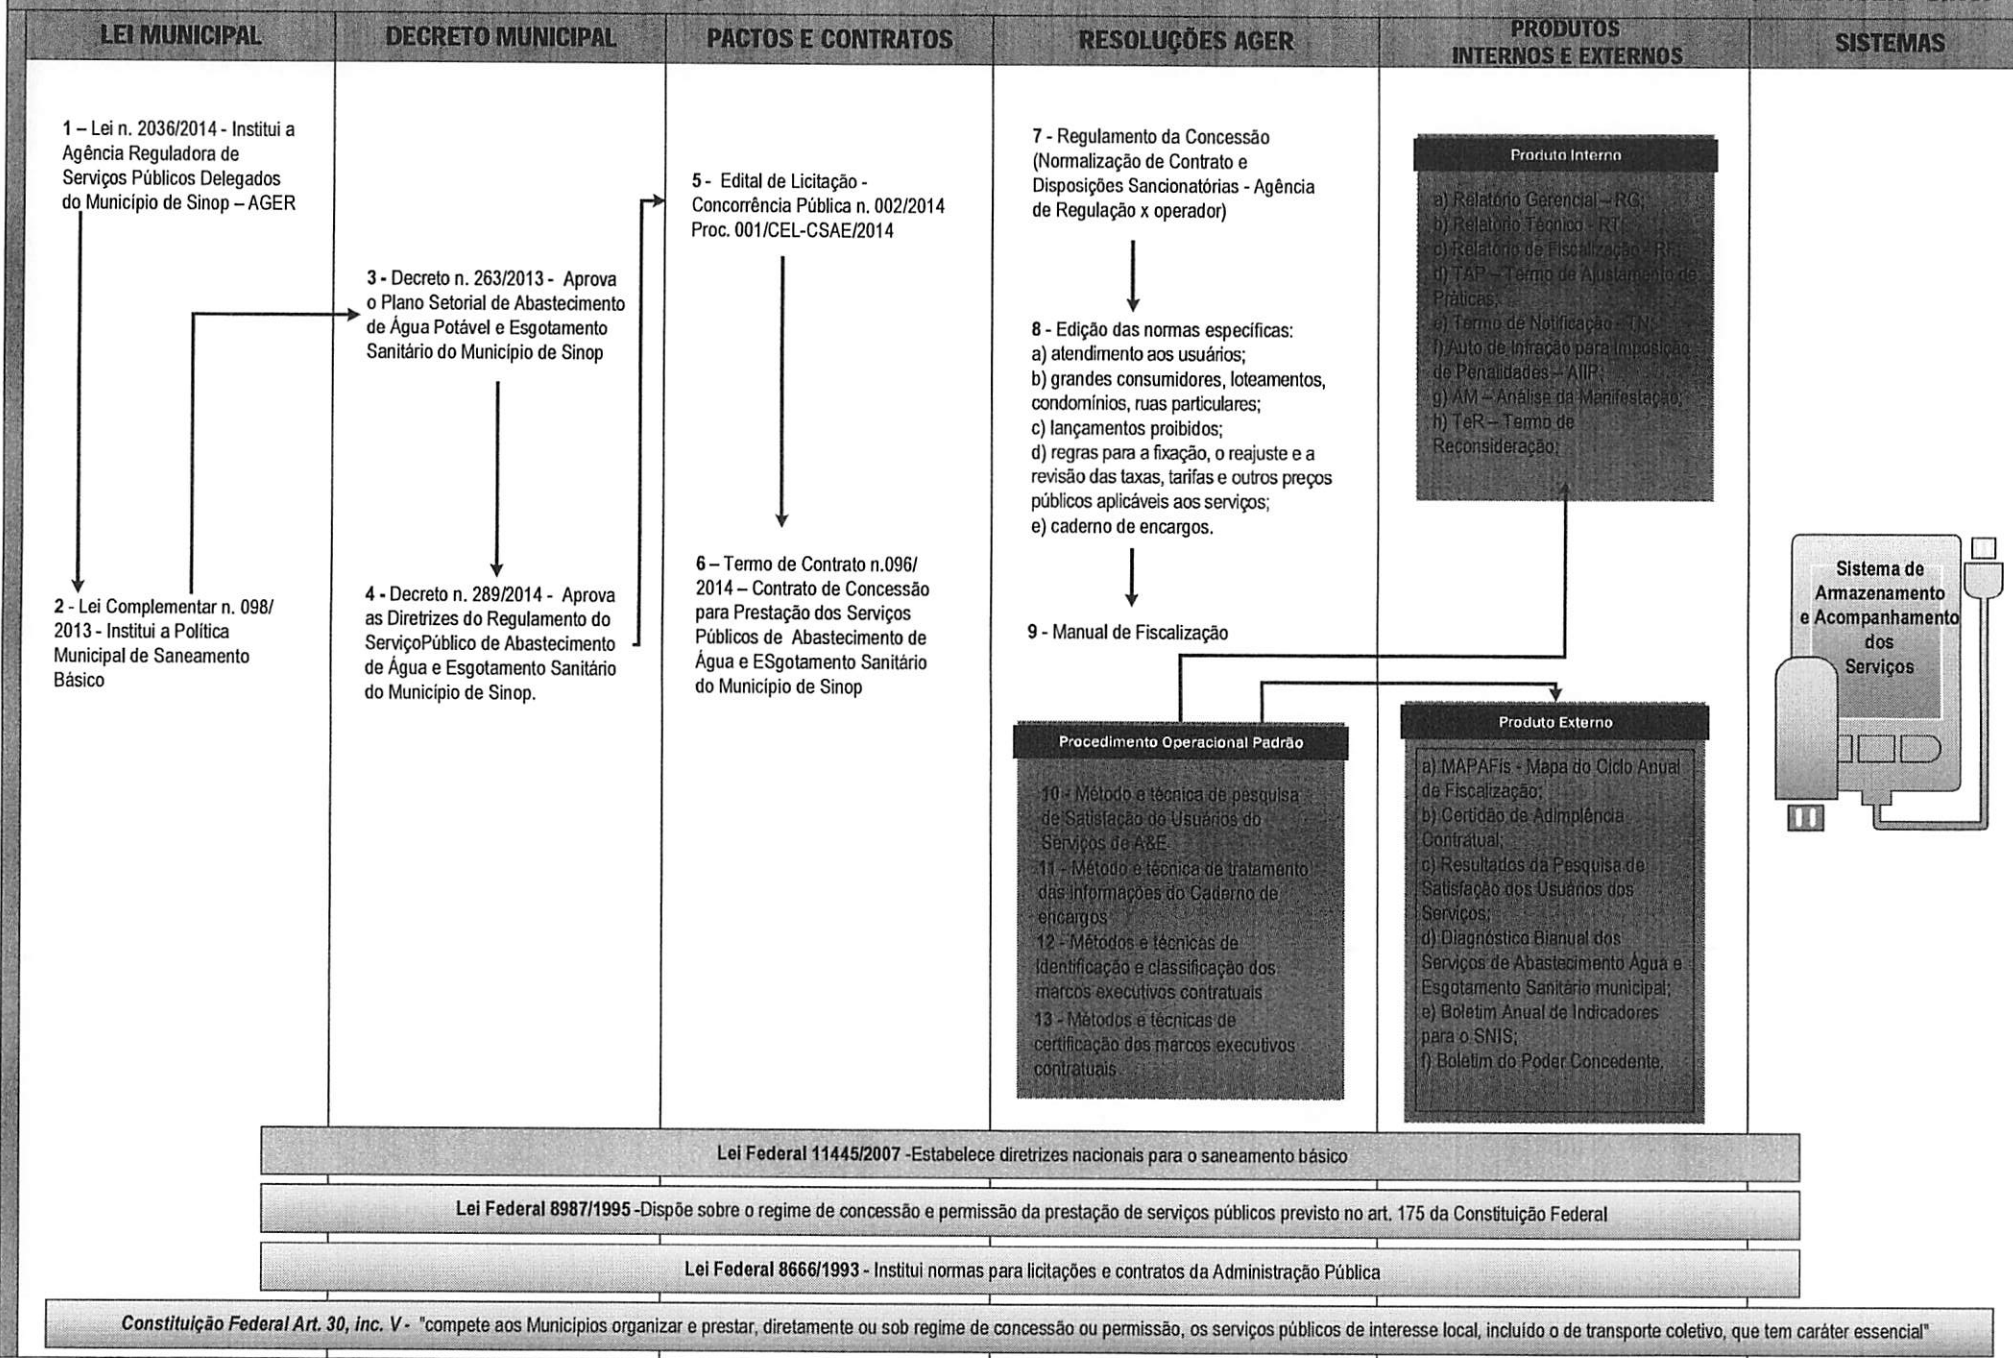 LEI MUNICIPAL
DECRETO MUNICIPAL
PACTOS E CONTRATOS
RESOLUÇÕES AGER
PRODUTOS
INTERNOS E EXTERNOS
SISTEMAS
1 – Lei n. 2036/2014 - Institui a
Agência Reguladora de
Serviços Públicos Delegados
do Município de Sinop – AGER
2 - Lei Complementar n. 098/
2013 - Institui a Política
Municipal de Saneamento
Básico
3 - Decreto n. 263/2013 - Aprova
o Plano Setorial de Abastecimento
de Água Potável e Esgotamento
Sanitário do Município de Sinop
4 - Decreto n. 289/2014 - Aprova
as Diretrizes do Regulamento do
ServiçoPúblico de Abastecimento
de Água e Esgotamento Sanitário
do Município de Sinop.
5 - Edital de Licitação -
Concorrência Pública n. 002/2014
Proc. 001/CEL-CSAE/2014
6 – Termo de Contrato n.096/
2014 – Contrato de Concessão
para Prestação dos Serviços
Públicos de Abastecimento de
Água e ESgotamento Sanitário
do Município de Sinop
7 - Regulamento da Concessão
(Normalização de Contrato e
Disposições Sancionatórias - Agência
de Regulação x operador)
8 - Edição das normas específicas:
a) atendimento aos usuários;
b) grandes consumidores, loteamentos,
condomínios, ruas particulares;
c) lançamentos proibidos;
d) regras para a fixação, o reajuste e a
revisão das taxas, tarifas e outros preços
públicos aplicáveis aos serviços;
e) caderno de encargos.
9 - Manual de Fiscalização
Procedimento Operacional Padrão
10 - Método e técnica de pesquisa
de Satisfação do Usuários do
Serviços de A&E
11 - Método e técnica de tratamento
das informações do Caderno de
encargos
12 - Métodos e técnicas de
identificação e classificação dos
marcos executivos contratuais
13 - Métodos e técnicas de
certificação dos marcos executivos
contratuais
Produto Interno
a) Relatório Gerencial – RG;
b) Relatório Técnico - RT;
c) Relatório de Fiscalização - RF;
d) TAP – Termo de Ajustamento de
Práticas;
e) Termo de Notificação - TN;
f) Auto de Infração para Imposição
de Penalidades – AIIP;
g) AM – Análise da Manifestação;
h) TeR – Termo de
Reconsideração;
Produto Externo
a) MAPAFis - Mapa do Ciclo Anual
de Fiscalização;
b) Certidão de Adimplência
Contratual;
c) Resultados da Pesquisa de
Satisfação dos Usuários dos
Serviços;
d) Diagnóstico Bianual dos
Serviços de Abastecimento Água e
Esgotamento Sanitário municipal;
e) Boletim Anual de Indicadores
para o SNIS;
f) Boletim do Poder Concedente.
Sistema de
Armazenamento
e Acompanhamento
dos
Serviços
Lei Federal 11445/2007 -Estabelece diretrizes nacionais para o saneamento básico
Lei Federal 8987/1995 -Dispõe sobre o regime de concessão e permissão da prestação de serviços públicos previsto no art. 175 da Constituição Federal
Lei Federal 8666/1993 - Institui normas para licitações e contratos da Administração Pública
Constituição Federal Art. 30, inc. V - "compete aos Municípios organizar e prestar, diretamente ou sob regime de concessão ou permissão, os serviços públicos de interesse local, incluído o de transporte coletivo, que tem caráter essencial"